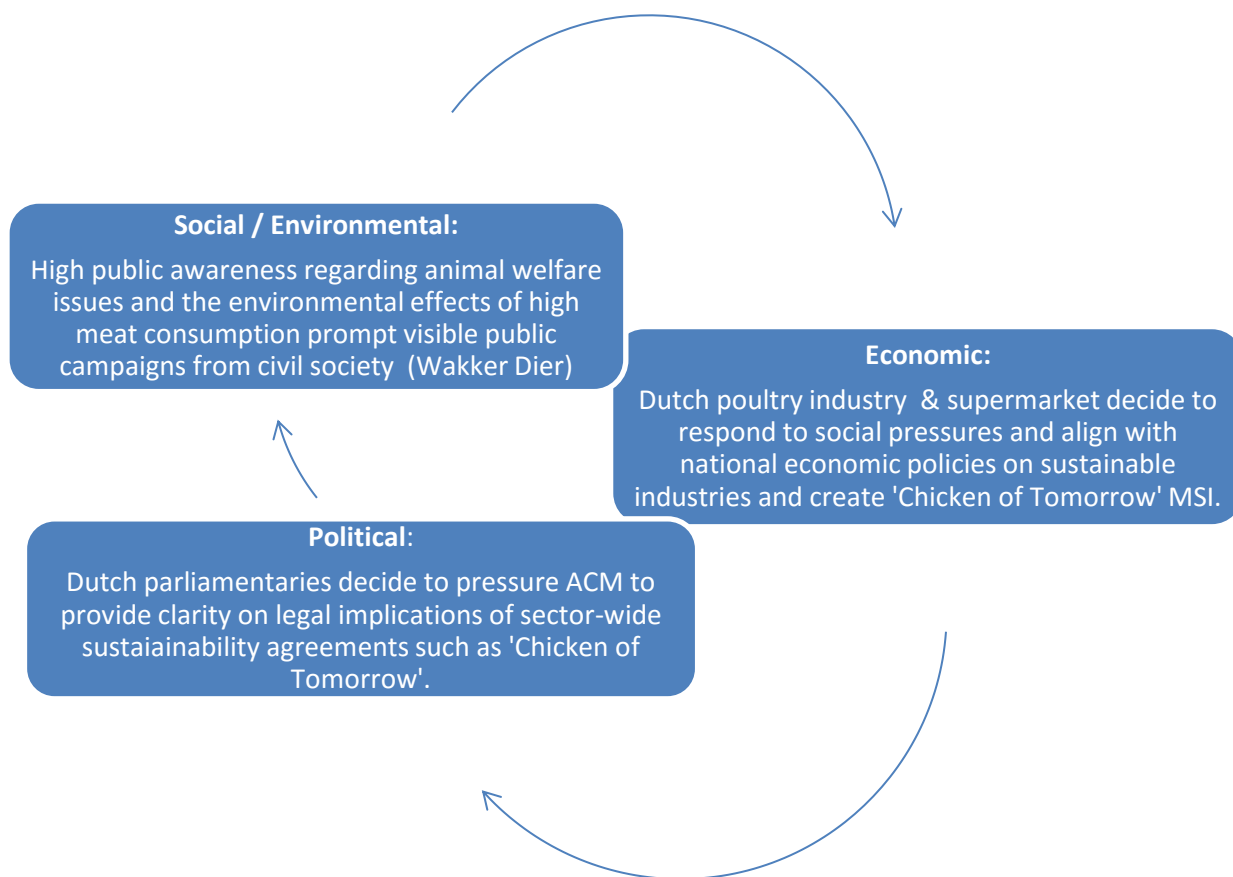 Social / Environmental:
High public awareness regarding animal welfare
issues and the environmental effects of high
meat consumption prompt visible public
campaigns from civil society  (Wakker Dier)
Economic:
Dutch poultry industry  & supermarket decide to
respond to social pressures and align with
national economic policies on sustainable
industries and create 'Chicken of Tomorrow' MSI.
Political:
Dutch parliamentaries decide to pressure ACM to
provide clarity on legal implications of sector-wide
sustaiainability agreements such as 'Chicken of
Tomorrow'.